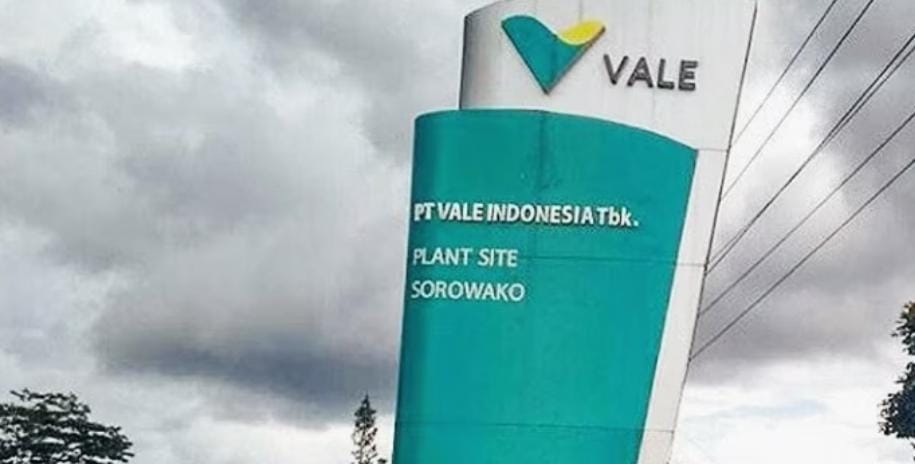 VALE
PT VALE INDONESIA Tbk.
PLANT SITE
SOROWAKO